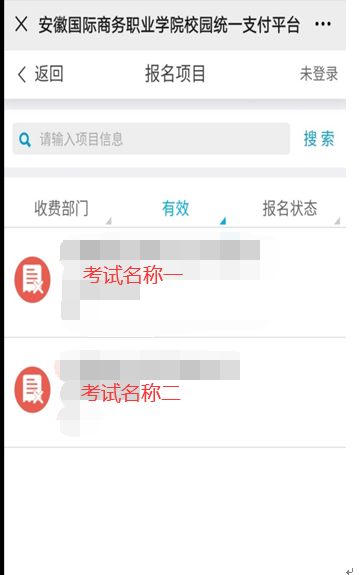 安徽国际商务职业学院校园统一支付平台
返回 报名项目 未登录
请输入项目信息 搜 索
收费部门 有效 报名状态
考试名称一
考试名称二